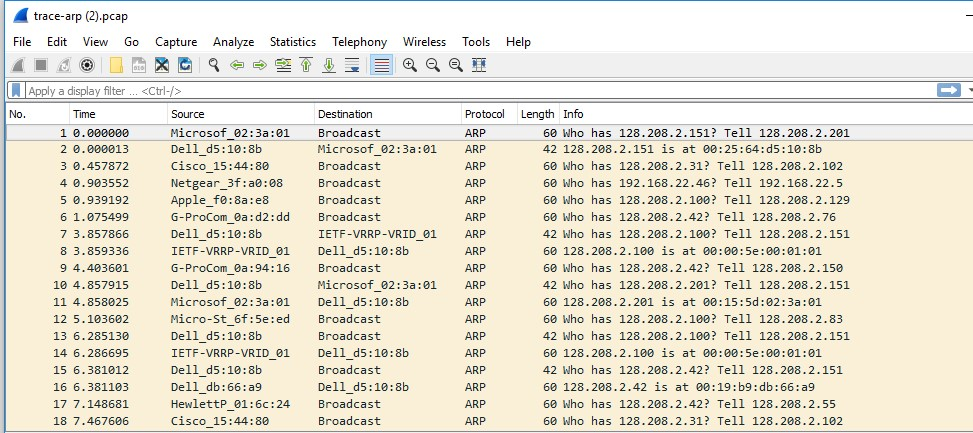 trace-arp (2).pcap
File Edit View Go Capture Analyze Statistics Telephony Wireless Tools Help
Apply a display filter ... <Ctrl-/>
No. Time Source Destination Protocol Length Info
1 0.000000 Microsof_02:3a:01 Broadcast ARP 60 Who has 128.208.2.151? Tell 128.208.2.201
2 0.000013 Dell_d5:10:8b Microsof_02:3a:01 ARP 42 128.208.2.151 is at 00:25:64:d5:10:8b
3 0.457872 Cisco_15:44:80 Broadcast ARP 60 Who has 128.208.2.31? Tell 128.208.2.102
4 0.903552 Netgear_3f:a0:08 Broadcast ARP 60 Who has 192.168.22.46? Tell 192.168.22.5
5 0.939192 Apple_f0:8a:e8 Broadcast ARP 60 Who has 128.208.2.100? Tell 128.208.2.129
6 1.075499 G-ProCom_0a:d2:dd Broadcast ARP 60 Who has 128.208.2.42? Tell 128.208.2.76
7 3.857866 Dell_d5:10:8b IETF-VRRP-VRID_01 ARP 42 Who has 128.208.2.100? Tell 128.208.2.151
8 3.859336 IETF-VRRP-VRID_01 Dell_d5:10:8b ARP 60 128.208.2.100 is at 00:00:5e:00:01:01
9 4.403601 G-ProCom_0a:94:16 Broadcast ARP 60 Who has 128.208.2.42? Tell 128.208.2.150
10 4.857915 Dell_d5:10:8b Microsof_02:3a:01 ARP 42 Who has 128.208.2.201? Tell 128.208.2.151
11 4.858025 Microsof_02:3a:01 Dell_d5:10:8b ARP 60 128.208.2.201 is at 00:15:5d:02:3a:01
12 5.103602 Micro-St_6f:5e:ed Broadcast ARP 60 Who has 128.208.2.100? Tell 128.208.2.83
13 6.285130 Dell_d5:10:8b Broadcast ARP 42 Who has 128.208.2.100? Tell 128.208.2.151
14 6.286695 IETF-VRRP-VRID_01 Dell_d5:10:8b ARP 60 128.208.2.100 is at 00:00:5e:00:01:01
15 6.381012 Dell_d5:10:8b Broadcast ARP 42 Who has 128.208.2.42? Tell 128.208.2.151
16 6.381103 Dell_db:66:a9 Dell_d5:10:8b ARP 60 128.208.2.42 is at 00:19:b9:db:66:a9
17 7.148681 HewlettP_01:6c:24 Broadcast ARP 60 Who has 128.208.2.42? Tell 128.208.2.55
18 7.467606 Cisco_15:44:80 Broadcast ARP 60 Who has 128.208.2.31? Tell 128.208.2.102